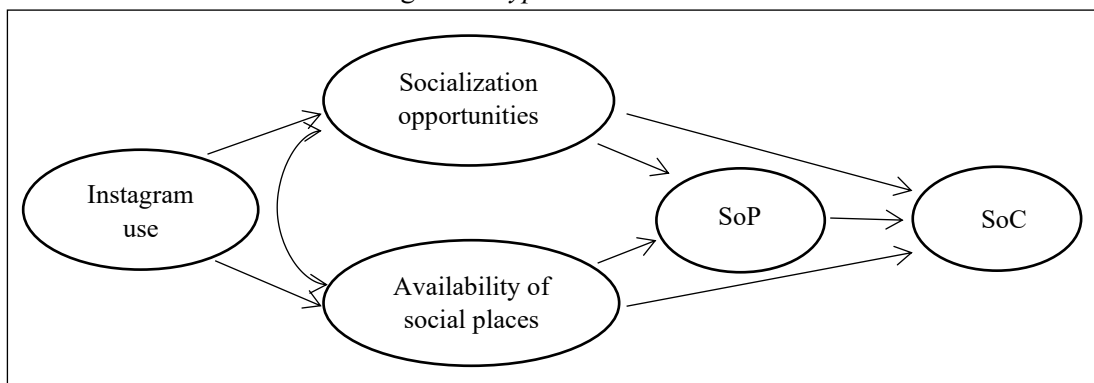 Socialization
opportunities
Instagram
use
SoP
SoC
Availability of
social places